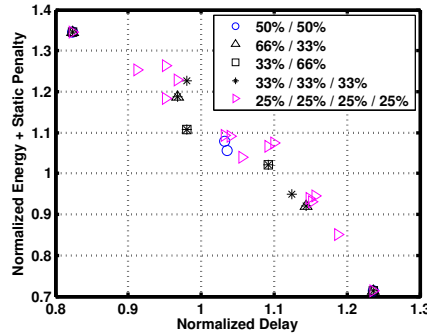 1.4
1.3
1.2
1.1
1
0.9
0.8
0.7
Normalized Energy + Static Penalty
50% / 50%
66% / 33%
33% / 66%
33% / 33% / 33%
25% / 25% / 25% / 25%
0.8 0.9 1 1.1 1.2 1.3
Normalized Delay